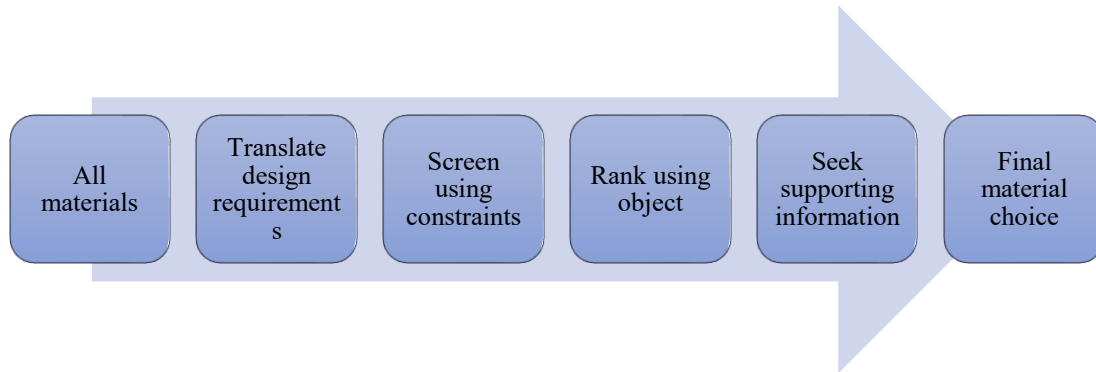 All
materials
Translate
design
requirement
s
Screen
using
constraints
Rank using
object
Seek
supporting
information
Final
material
choice